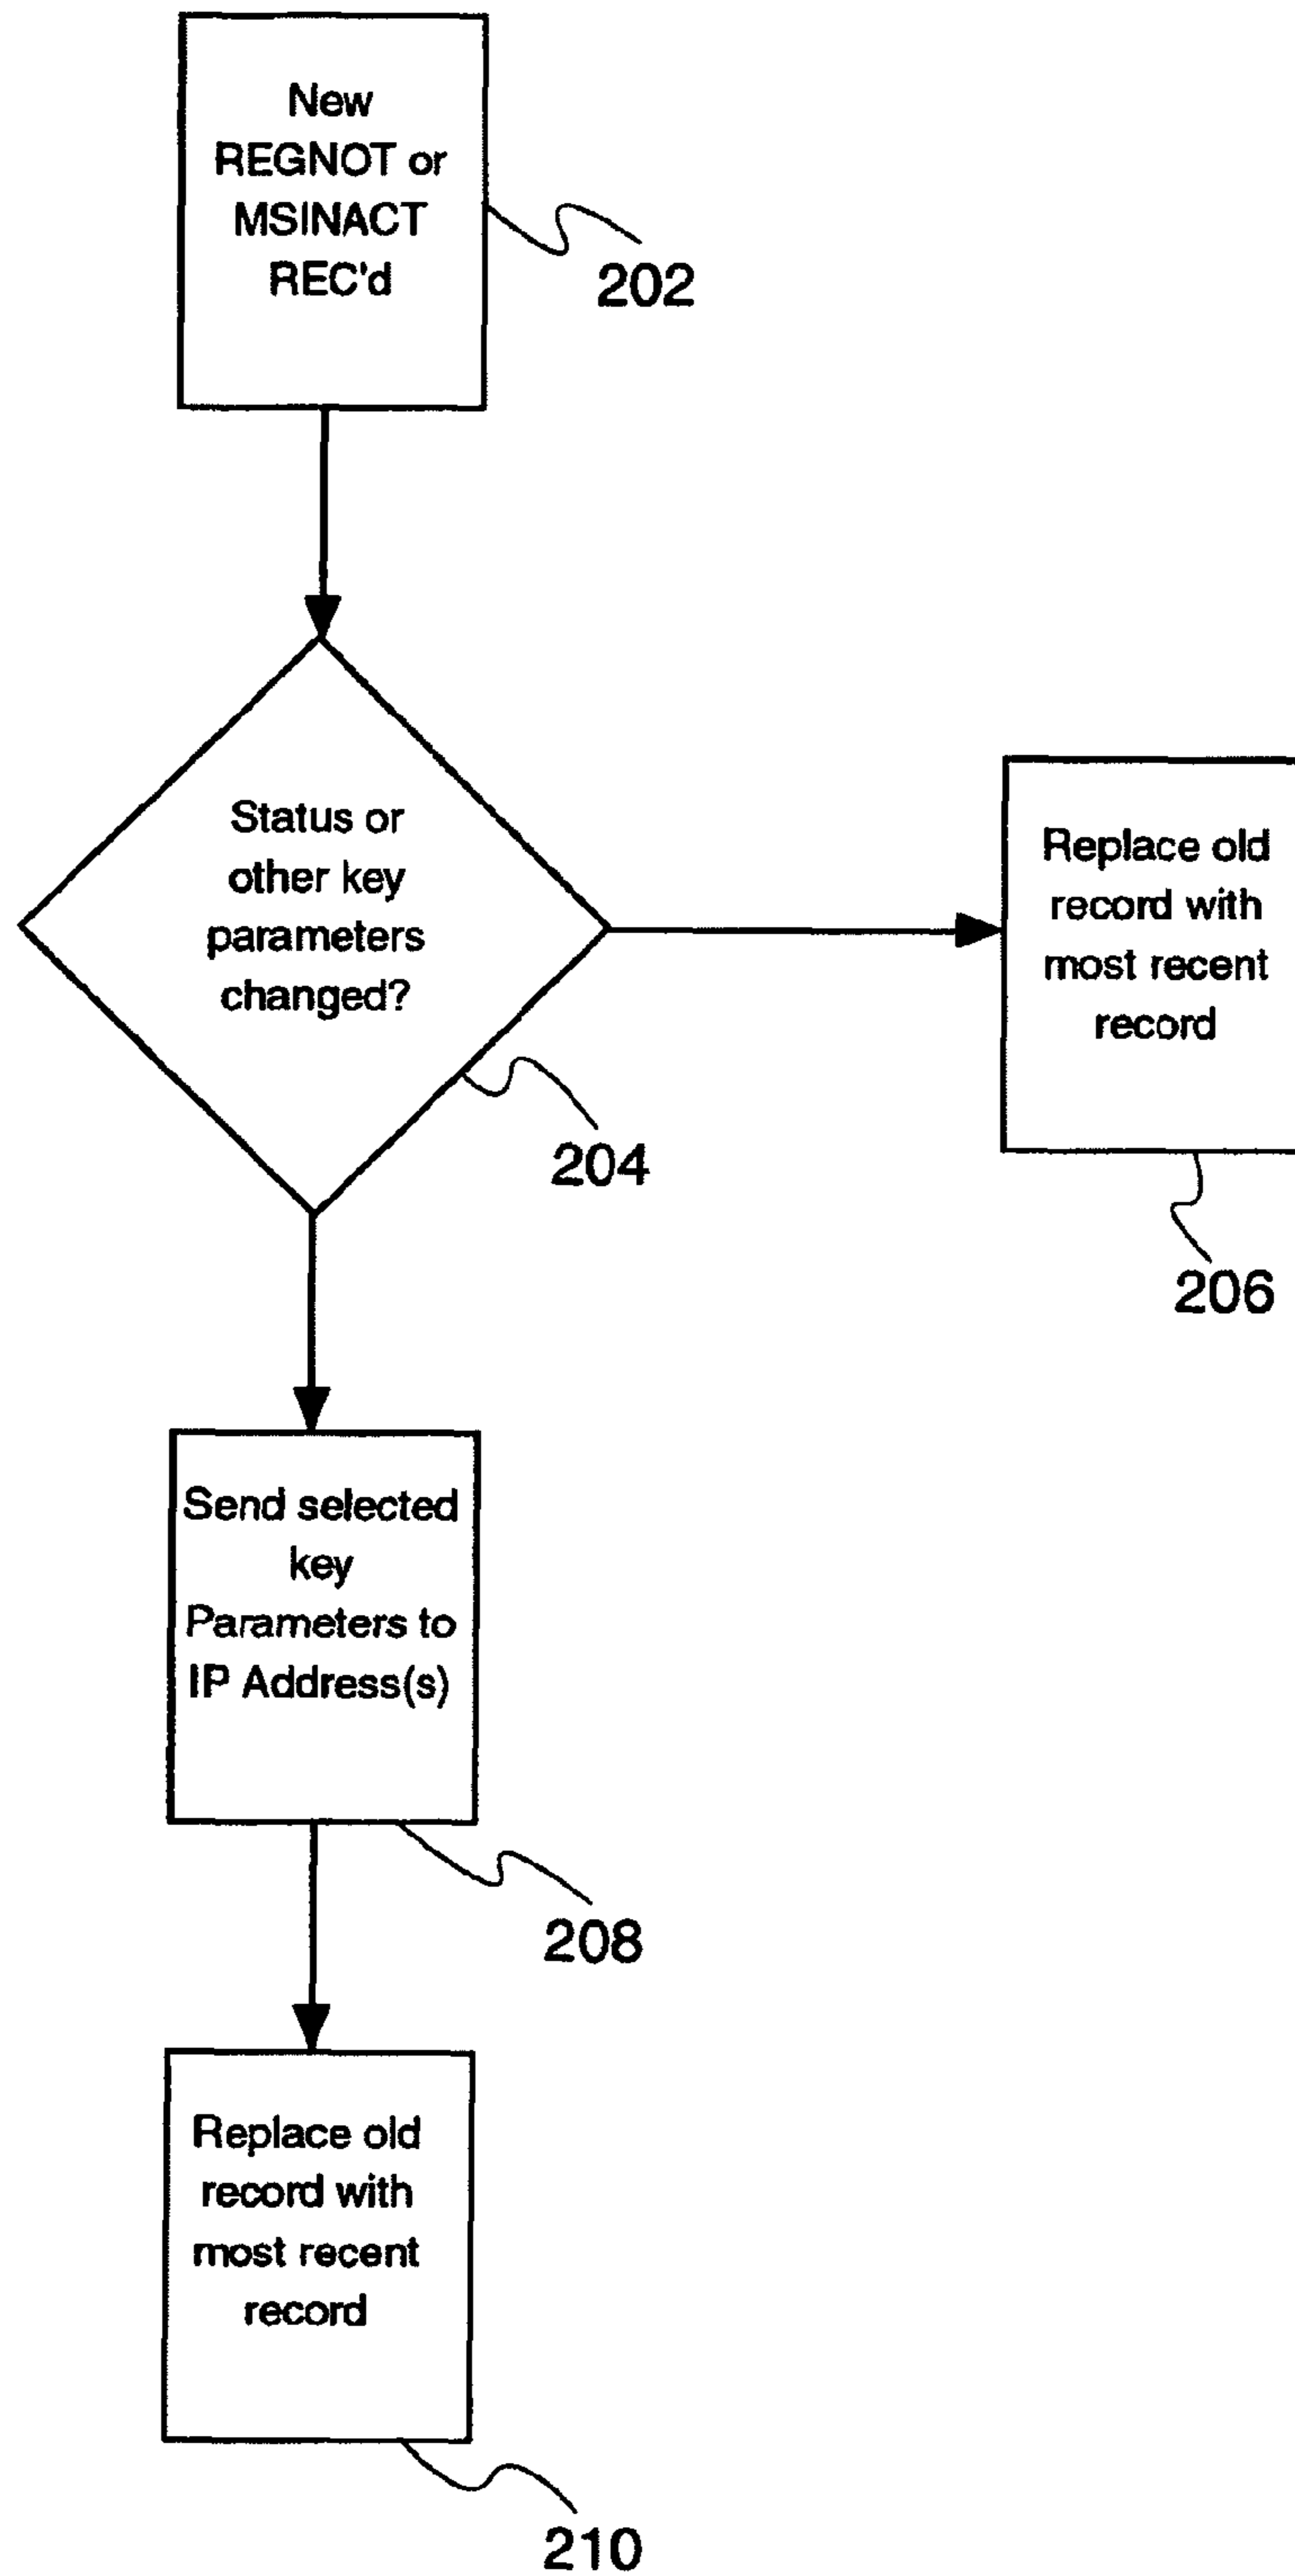 New
REGNOT or
MSINACT
REC'd
202
Status or
other key
parameters
changed?
204
Replace old
record with
most recent
record
206
Send selected
key
Parameters to
IP Address(s)
208
Replace old
record with
most recent
record
210